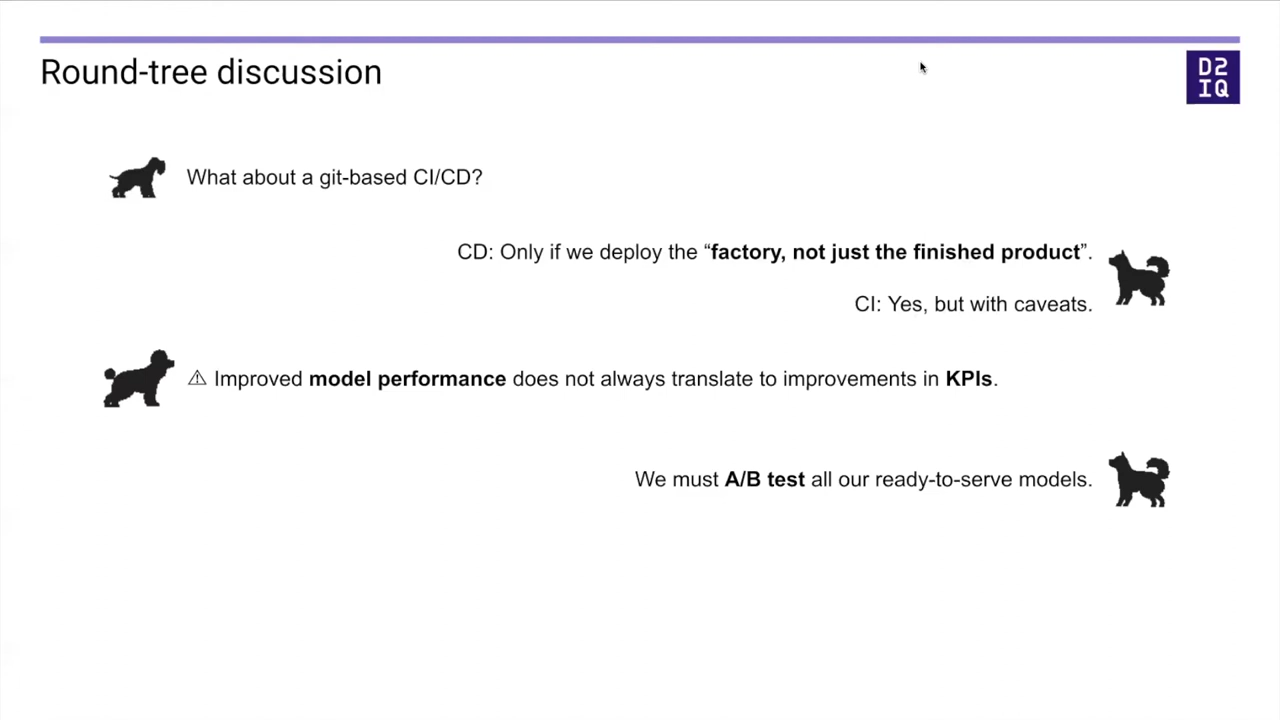 Round-tree discussion
D2
IQ
What about a git-based CI/CD?
CD: Only if we deploy the “factory, not just the finished product”.
CI: Yes, but with caveats.
⚠ Improved model performance does not always translate to improvements in KPIs.
We must A/B test all our ready-to-serve models.